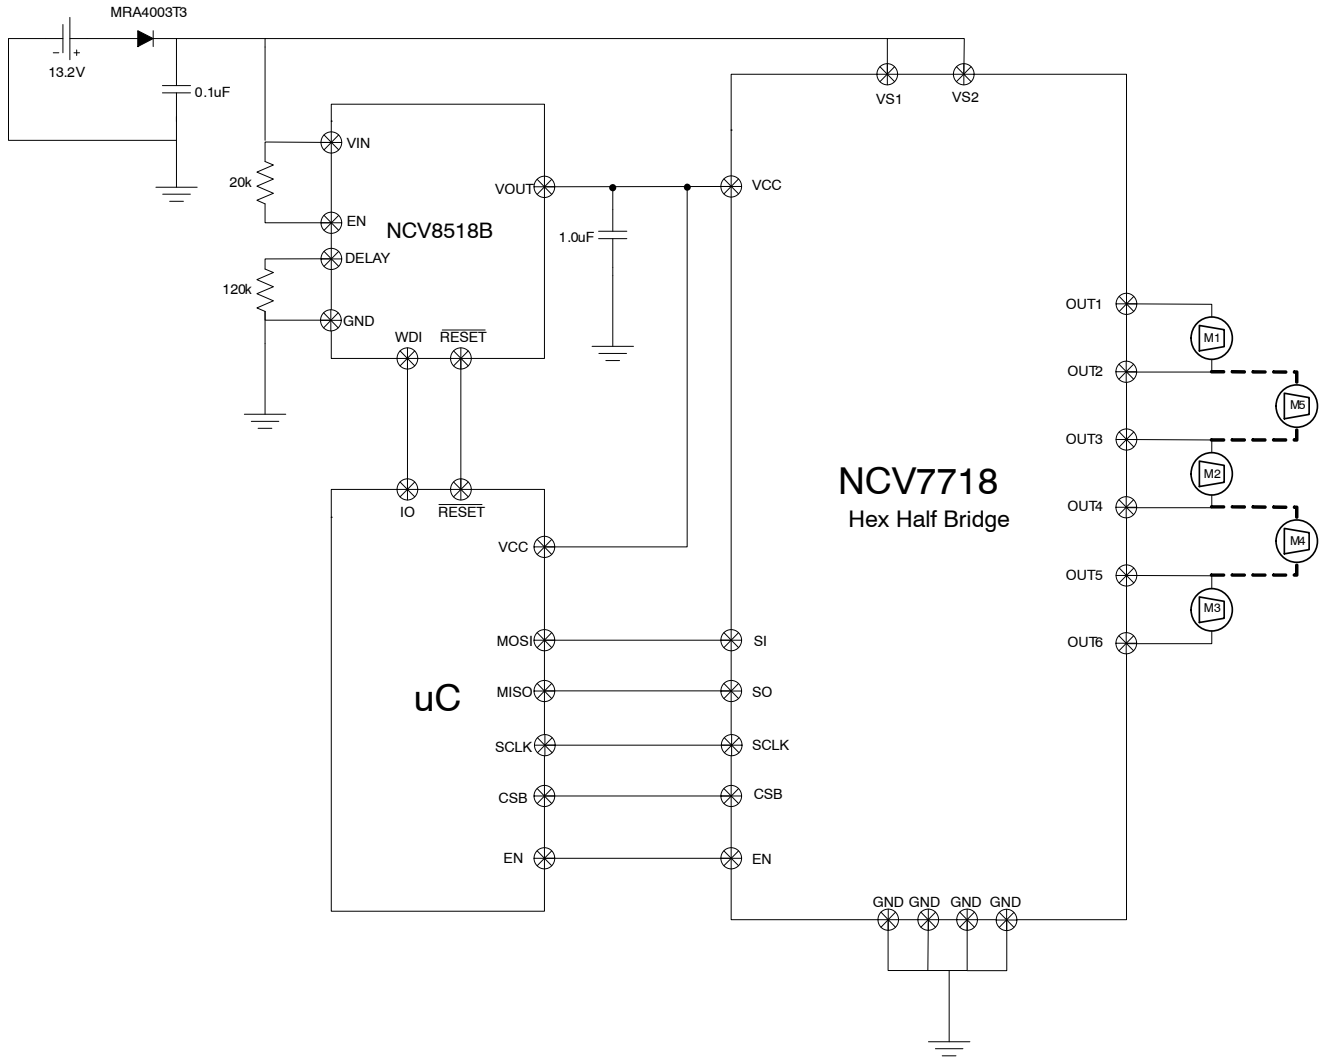 MRA4003T3
− +
13.2V
0.1uF
VS1
VS2
VIN
20k
VOUT
VCC
EN
NCV8518B
1.0uF
DELAY
120k
GND
WDI
RESET
OUT1
M1
OUT2
M5
OUT3
M2
NCV7718
Hex Half Bridge
OUT4
M4
IO
RESET
VCC
OUT5
M3
OUT6
MOSI
SI
uC
MISO
SO
SCLK
SCLK
CSB
CSB
EN
EN
GND GND GND GND